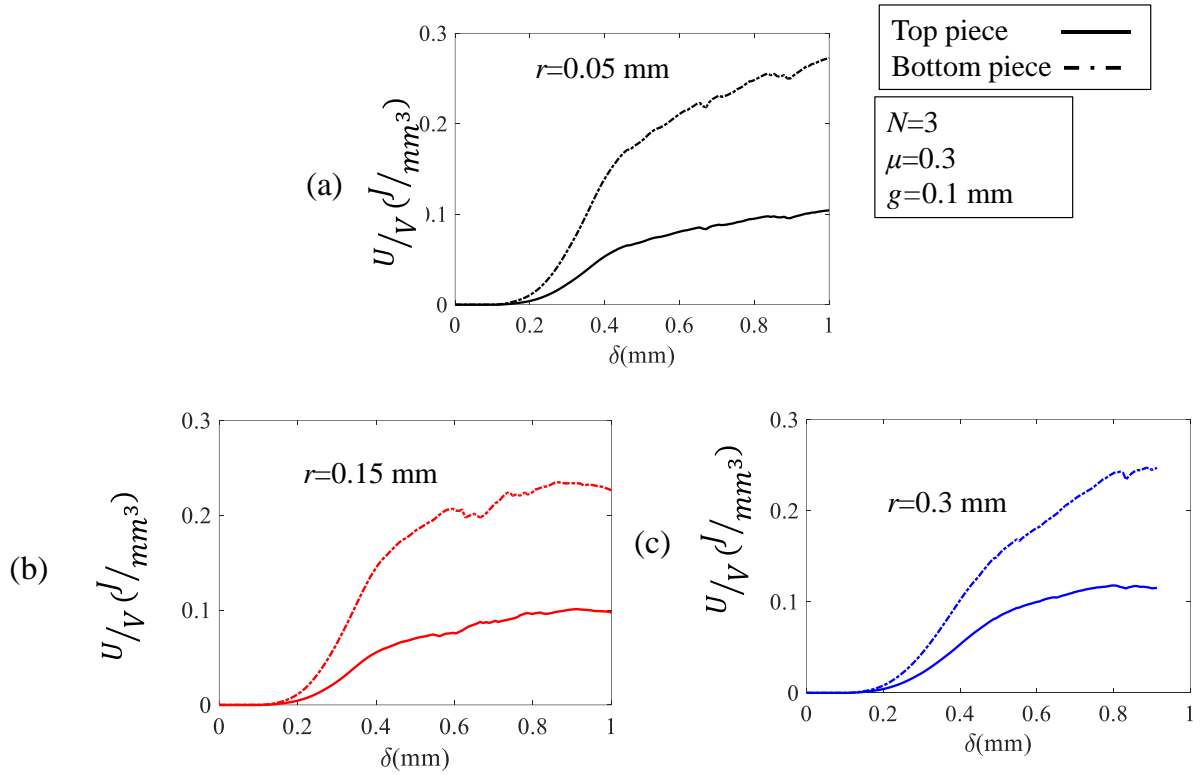 Top piece
Bottom piece
N=3
μ=0.3
g=0.1 mm
(a)
U/V (J/mm³)
r=0.05 mm
0.3
0.2
0.1
0
0 0.2 0.4 0.6 0.8 1
δ(mm)
(b)
U/V (J/mm³)
r=0.15 mm
0.3
0.2
0.1
0
0 0.2 0.4 0.6 0.8 1
δ(mm)
(c)
U/V (J/mm³)
r=0.3 mm
0.3
0.2
0.1
0
0 0.2 0.4 0.6 0.8 1
δ(mm)